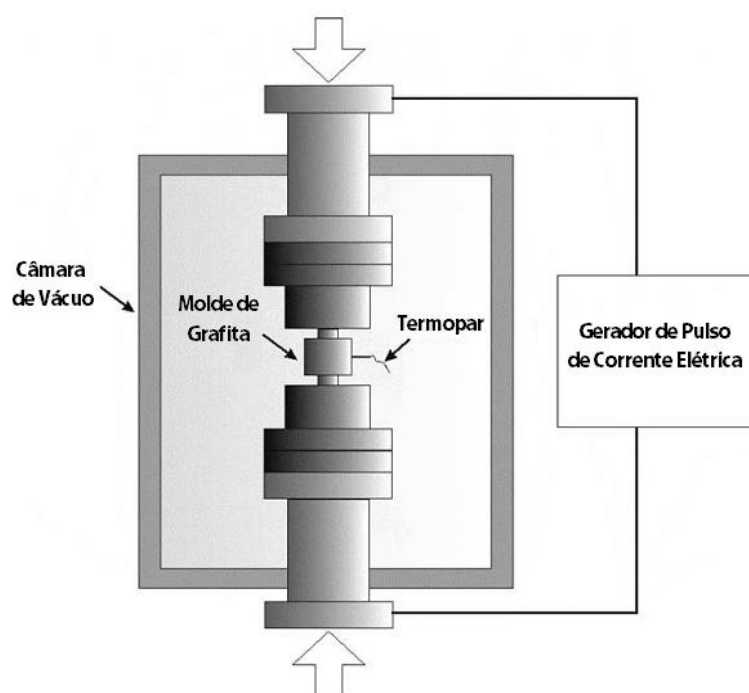 Câmara
de Vácuo
Molde de
Grafita
Termopar
Gerador de Pulso
de Corrente Elétrica